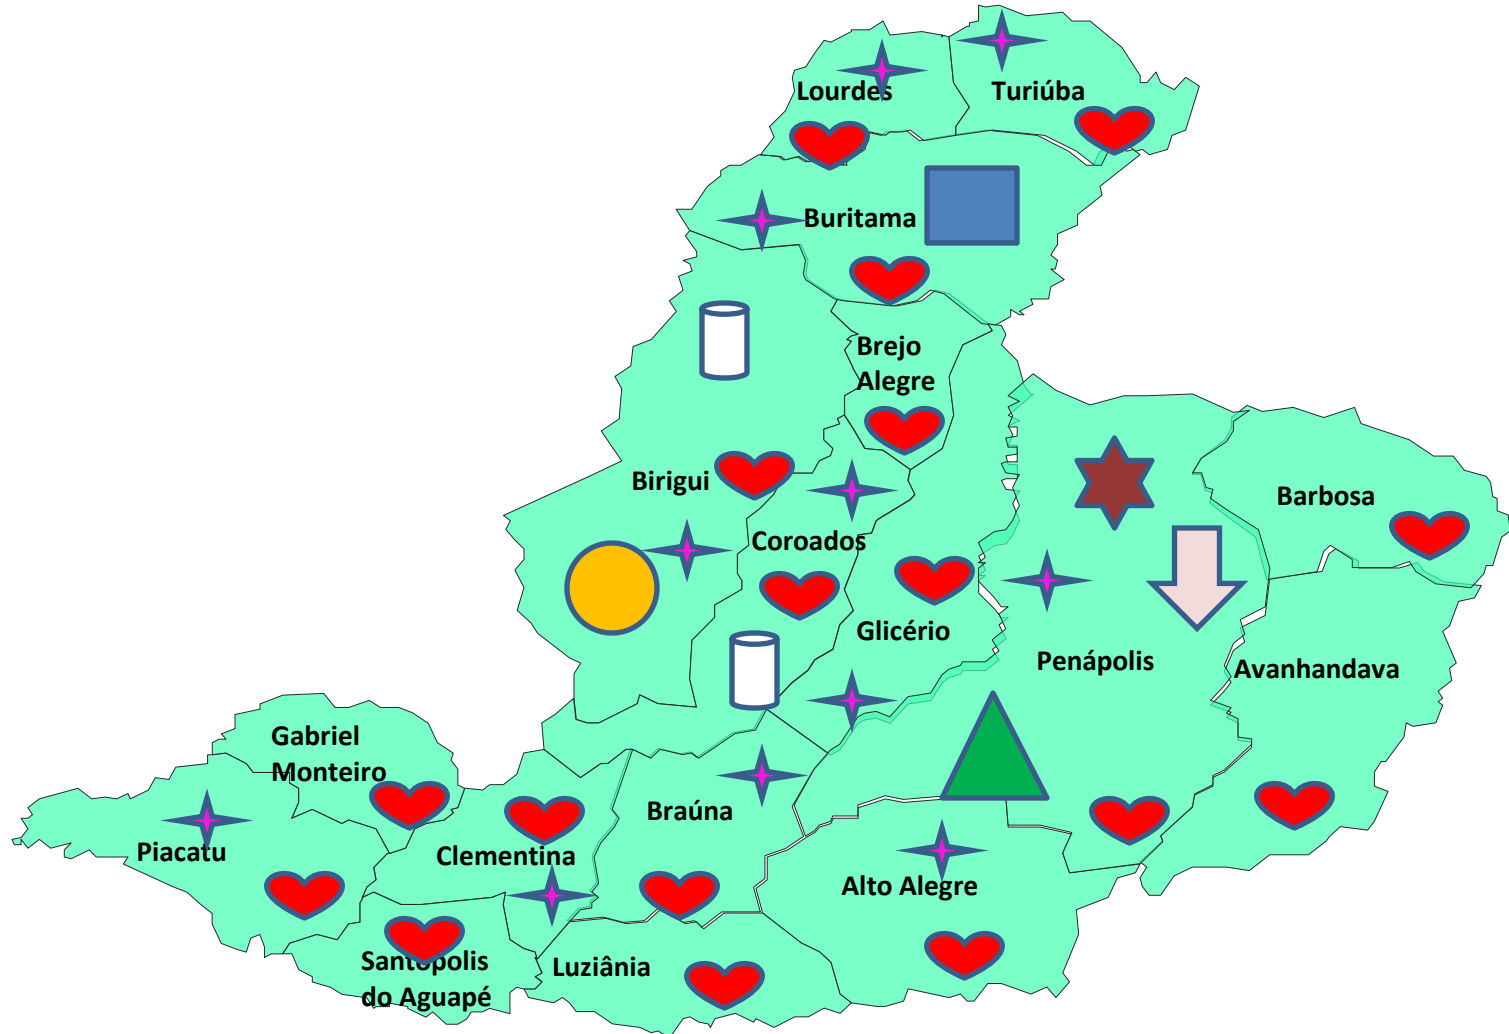 Lourdes
Turiúba
Buritama
Brejo
Alegre
Birigui
Barbosa
Coroados
Glicério
Penápolis
Avanhandava
Gabriel
Monteiro
Braúna
Piacatu
Clementina
Alto Alegre
Santópolis
do Aguapé
Luziânia